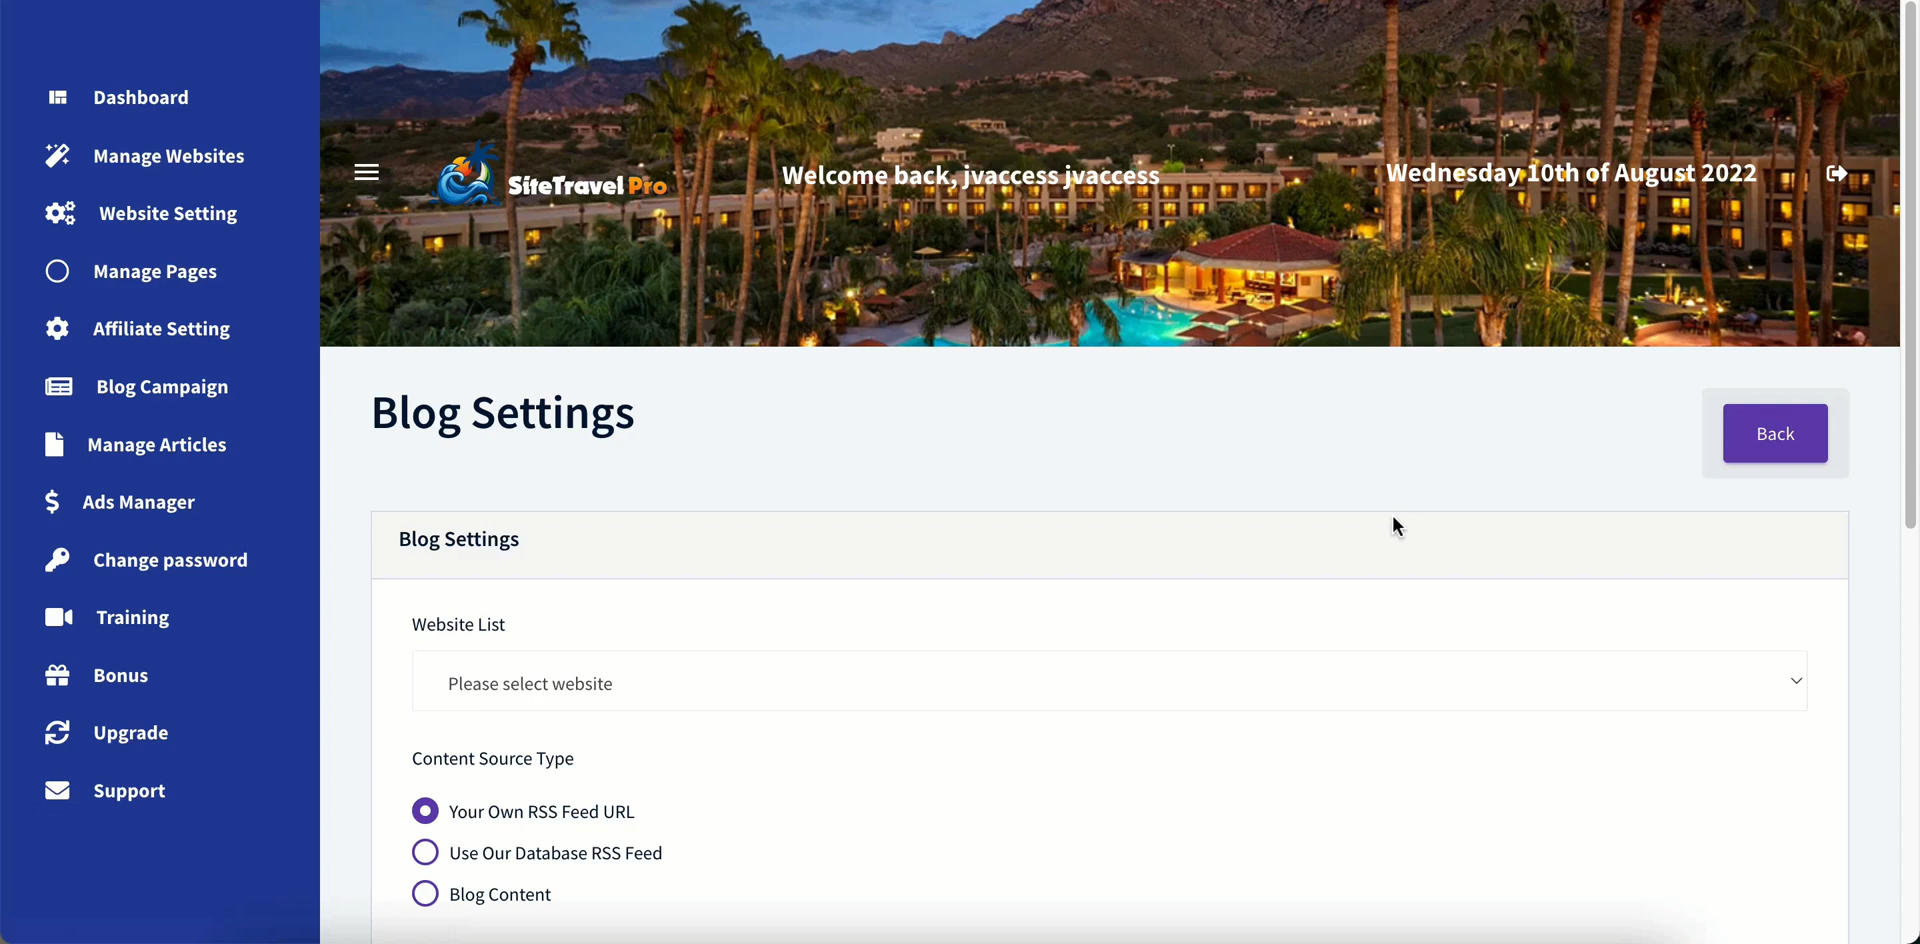 Dashboard
Manage Websites
Website Setting
Manage Pages
Affiliate Setting
Blog Campaign
Manage Articles
$ Ads Manager
Change password
Training
Bonus
Upgrade
Support
SiteTravel Pro
Welcome back, jvaccess jvaccess
Wednesday 10th of August 2022
Blog Settings
Back
Blog Settings
Website List
Please select website
Content Source Type
Your Own RSS Feed URL
Use Our Database RSS Feed
Blog Content